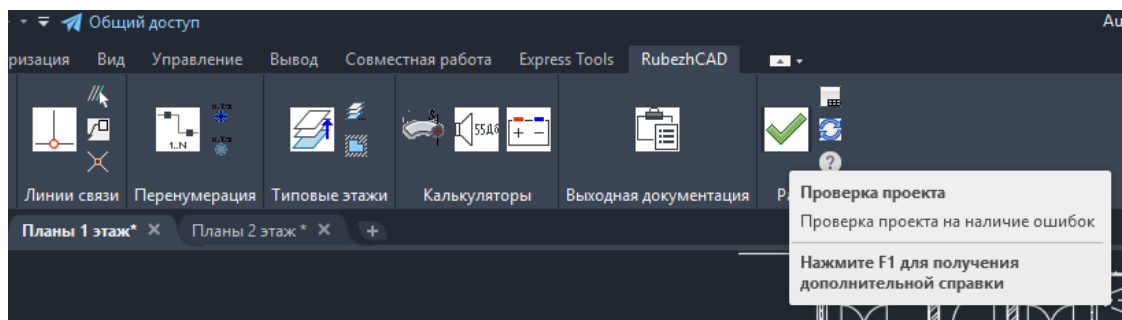 Общий доступ
Au
ризация Вид Управление Вывод Совместная работа Express Tools RubezhCAD
1..N
55Дб
Линии связи Перенумерация Типовые этажи Калькуляторы Выходная документация Ра
Планы 1 этаж* Планы 2 этаж *
Проверка проекта
Проверка проекта на наличие ошибок
Нажмите F1 для получения
дополнительной справки